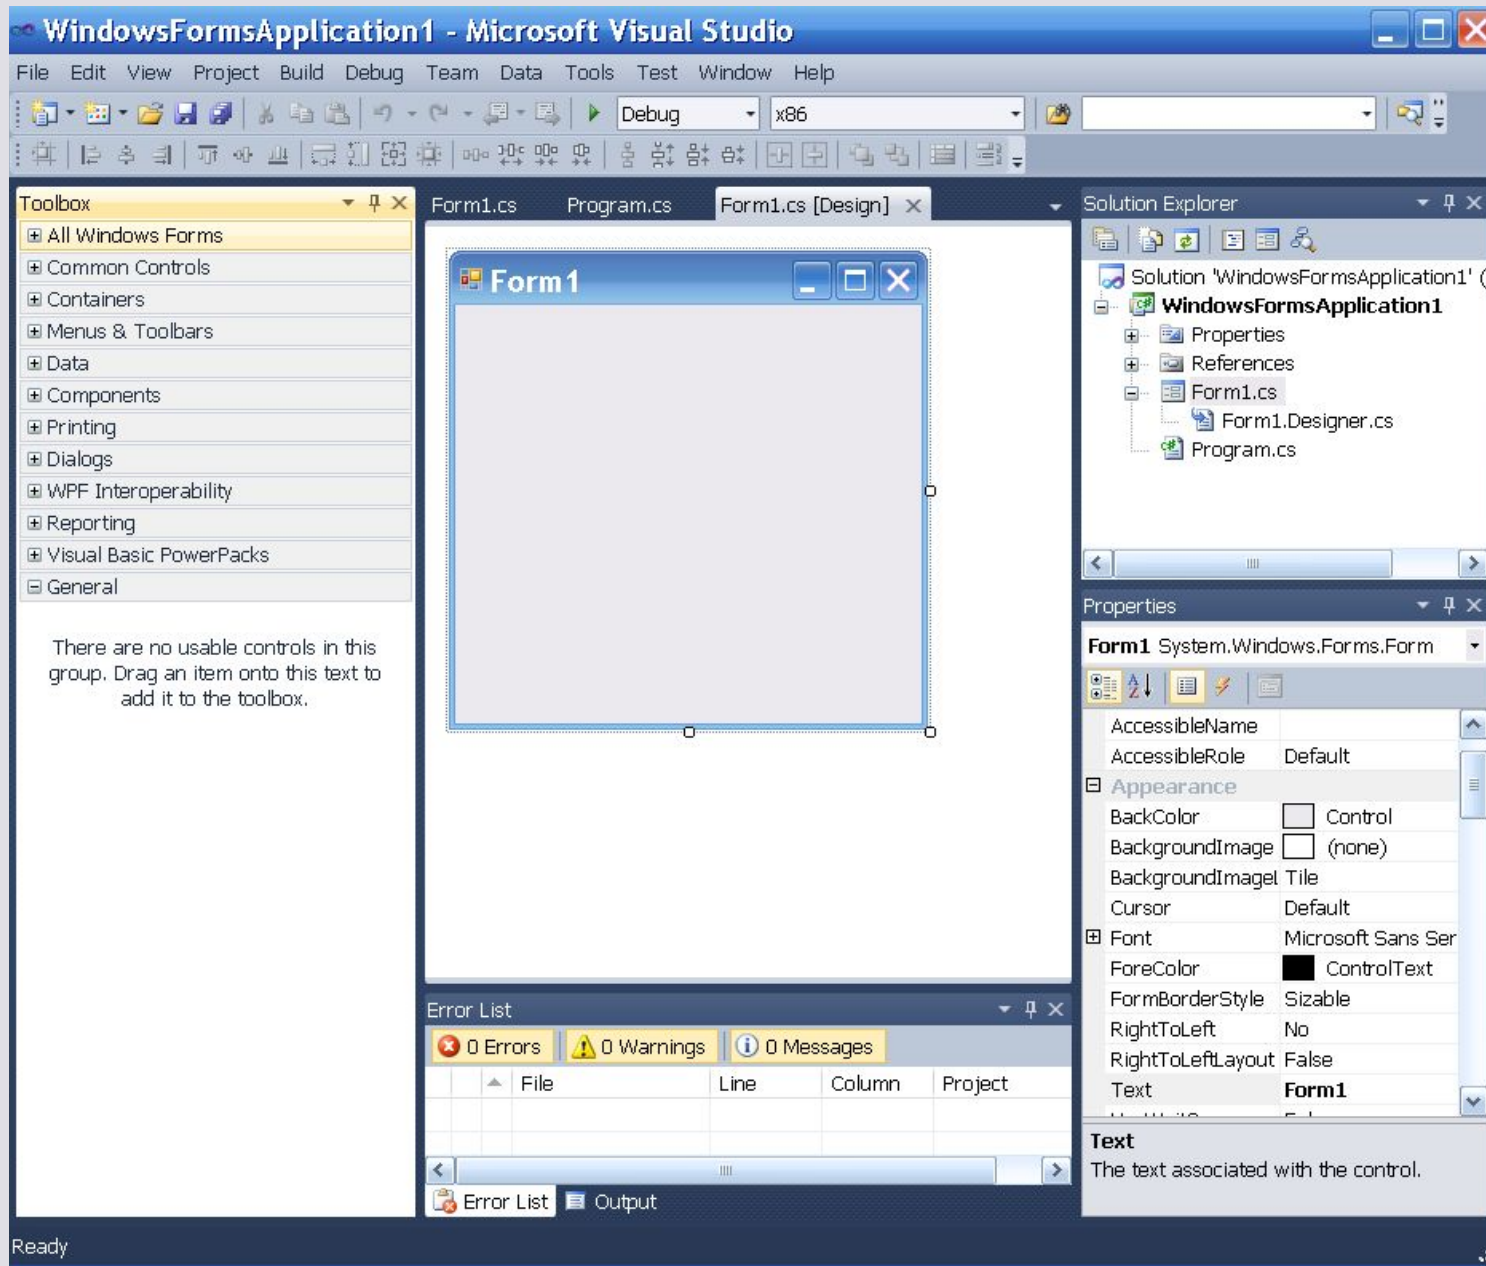 WindowsFormsApplication1 - Microsoft Visual Studio
File Edit View Project Build Debug Team Data Tools Test Window Help
Debug x86
Toolbox
All Windows Forms
Common Controls
Containers
Menus & Toolbars
Data
Components
Printing
Dialogs
WPF Interoperability
Reporting
Visual Basic PowerPacks
General
There are no usable controls in this
group. Drag an item onto this text to
add it to the toolbox.
Form1.cs Program.cs Form1.cs [Design]
Form1
Error List
0 Errors 0 Warnings 0 Messages
File Line Column Project
Error List Output
Solution Explorer
Solution 'WindowsFormsApplication1' (
WindowsFormsApplication1
Properties
References
Form1.cs
Form1.Designer.cs
Program.cs
Properties
Form1 System.Windows.Forms.Form
AccessibleName
AccessibleRole Default
Appearance
BackColor Control
BackgroundImage (none)
BackgroundImageL Tile
Cursor Default
Font Microsoft Sans Ser
ForeColor ControlText
FormBorderStyle Sizable
RightToLeft No
RightToLeftLayout False
Text Form1
Text
The text associated with the control.
Ready